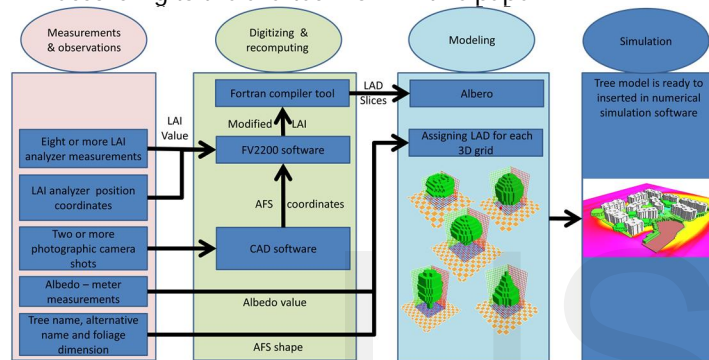 Measurements
& observations
Digitizing &
recomputing
Modeling
Simulation
Eight or more LAI
analyzer measurements
LAI analyzer position
coordinates
Two or more
photographic camera
shots
Albedo – meter
measurements
Tree name, alternative
name and foliage
dimension
LAI
Value
Fortran compiler tool
Modified LAI
FV2200 software
AFS coordinates
CAD software
Albedo value
AFS shape
LAD
Slices
Albero
Assigning LAD for each
3D grid
Tree model is ready to
inserted in numerical
simulation software